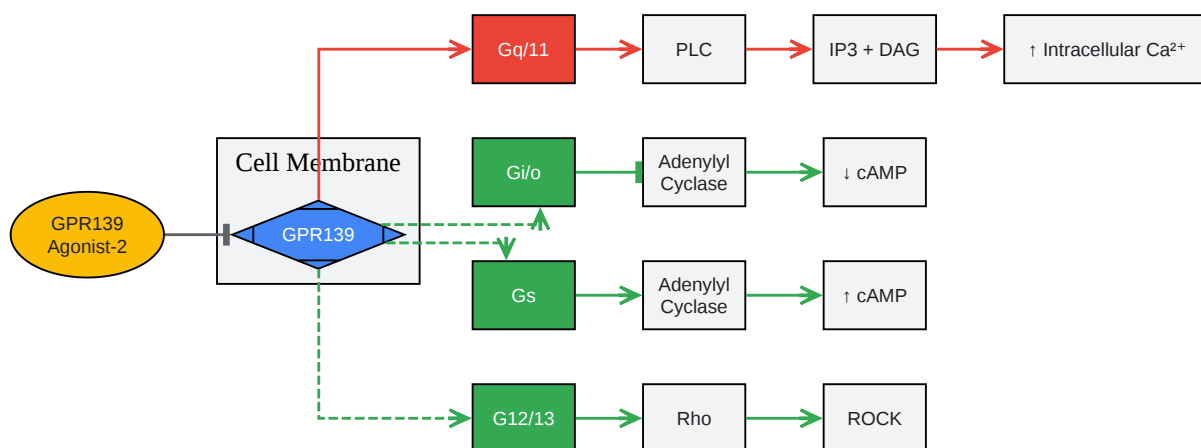 Gq/11
PLC
IP3 + DAG
↑ Intracellular Ca²⁺
Cell Membrane
Gi/o
Adenylyl
Cyclase
↓ cAMP
GPR139
Agonist-2
GPR139
Gs
Adenylyl
Cyclase
↑ cAMP
G12/13
Rho
ROCK